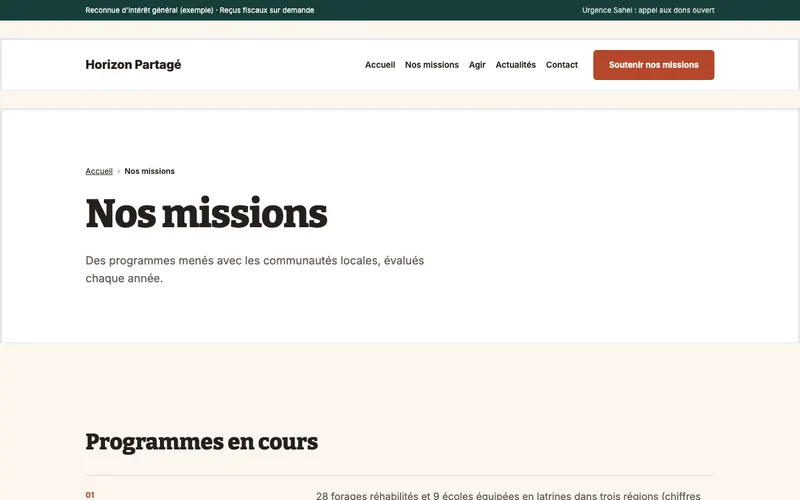 Reconnue d'intérêt général (exemple) · Reçus fiscaux sur demande
Urgence Sahel : appel aux dons ouvert
Horizon Partagé
Accueil
Nos missions
Agir
Actualités
Contact
Soutenir nos missions
Accueil › Nos missions
Nos missions
Des programmes menés avec les communautés locales, évalués
chaque année.
Programmes en cours
01
28 forages réhabilités et 9 écoles équipées en latrines dans trois régions (chiffres